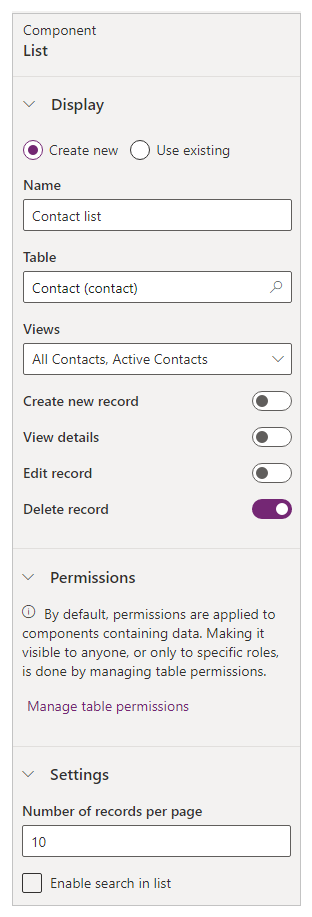 Component
List
Display
Create new Use existing
Name
Contact list
Table
Contact (contact)
Views
All Contacts, Active Contacts
Create new record
View details
Edit record
Delete record
Permissions
By default, permissions are applied to
components containing data. Making it
visible to anyone, or only to specific roles,
is done by managing table permissions.
Manage table permissions
Settings
Number of records per page
10
Enable search in list